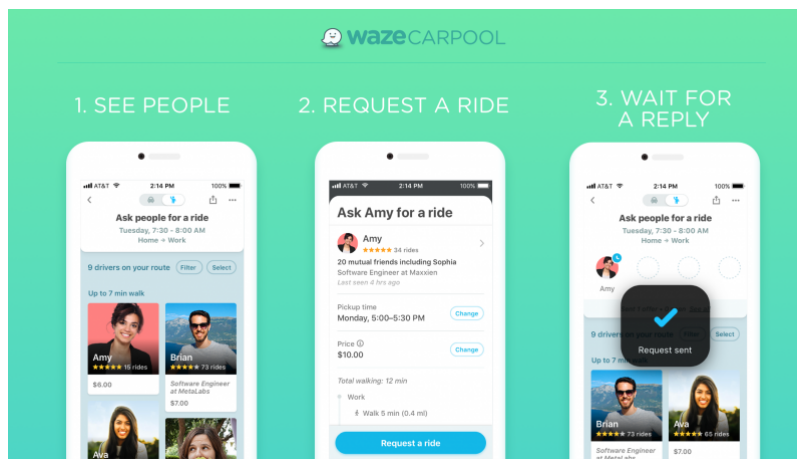 waze CARPOOL
1. SEE PEOPLE
2. REQUEST A RIDE
3. WAIT FOR
A REPLY
AT&T 2:14 PM 100%
Ask people for a ride
Tuesday, 7:30 - 8:00 AM
Home → Work
9 drivers on your route Filter Select
Up to 7 min walk
Amy
★★★★★ 15 rides
$6.00
Brian
★★★★★ 73 rides
Software Engineer
at MetaLabs
$7.00
Ava
AT&T 2:14 PM 100%
Ask Amy for a ride
Amy
★★★★★ 34 rides
20 mutual friends including Sophia
Software Engineer at Maxxien
Last seen 4 hrs ago
Pickup time
Monday, 5:00–5:30 PM
Change
Price
$10.00
Change
Total walking: 12 min
Work
Walk 5 min (0.4 ml)
Request a ride
AT&T 2:14 PM 100%
Ask people for a ride
Tuesday, 7:30 - 8:00 AM
Home → Work
Amy
9 drivers on your route
Select
Up to 7
Request sent
Brian
★★★★★ 73 rides
Software Engineer
at MetaLabs
Ava
★★★★★ 65 rides
$7.00